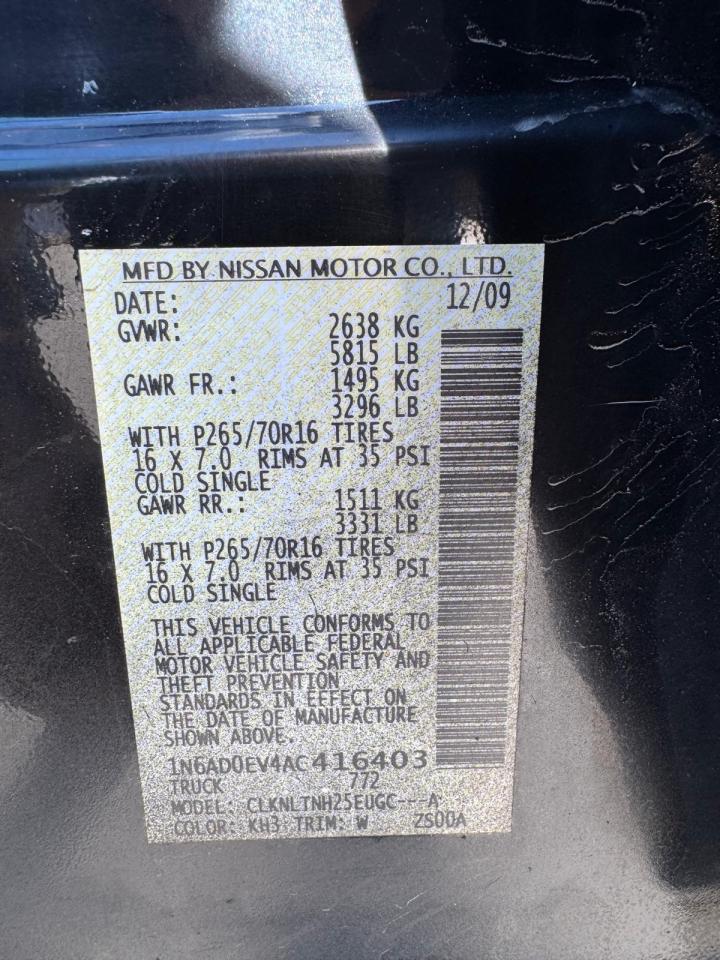 MFD BY NISSAN MOTOR CO., LTD.
DATE: 12/09
GVWR: 2638 KG
5815 LB
GAWR FR.: 1495 KG
3296 LB
WITH P265/70R16 TIRES
16 X 7.0 RIMS AT 35 PSI
COLD SINGLE
GAWR RR.: 1511 KG
3331 LB
WITH P265/70R16 TIRES
16 X 7.0 RIMS AT 35 PSI
COLD SINGLE
THIS VEHICLE CONFORMS TO
ALL APPLICABLE FEDERAL
MOTOR VEHICLE SAFETY AND
THEFT PREVENTION
STANDARDS IN EFFECT ON
THE DATE OF MANUFACTURE
SHOWN ABOVE.
1N6AD0EV4AC416403
TRUCK 772
MODEL: CLKNLTNH25EUGC---A
COLOR: KH3 TRIM: W ZS00A